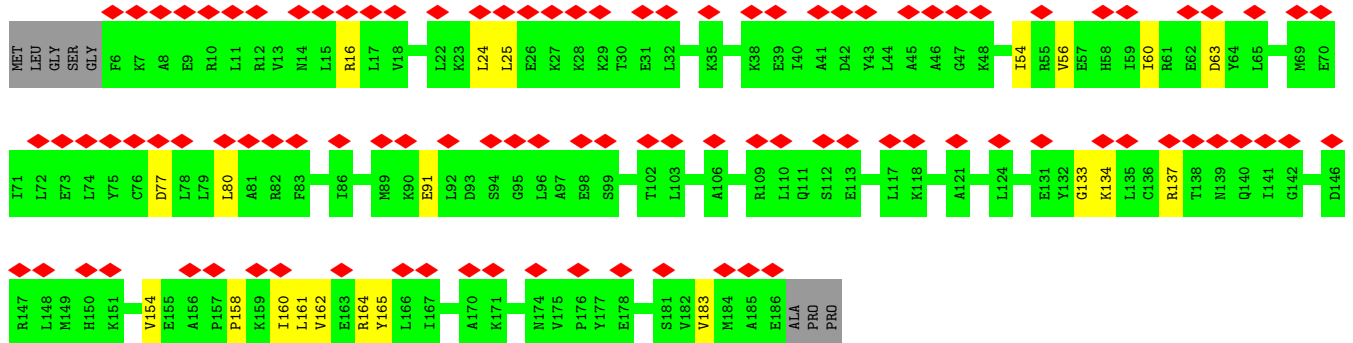 MET LEU GLY SER GLY F6 K7 A8 E9 R10 L11 R12 V13 N14 L15 R16 L17 V18 L22 K23 L24 L25 E26 K27 K28 K29 T30 E31 L32 K35 K38 E39 I40 A41 D42 Y43 L44 A45 A46 G47 K48 I54 R55 V56 E57 H58 I59 I60 R61 E62 D63 Y64 L65 M69 E70
I71 L72 E73 L74 Y75 C76 D77 L78 L79 L80 A81 R82 F83 I86 M89 K90 E91 L92 D93 S94 G95 L96 A97 E98 S99 T102 L103 A106 R109 L110 Q111 S112 E113 L117 K118 A121 L124 E131 Y132 G133 K134 L135 C136 R137 T138 N139 Q140 I141 G142 D146
R147 L148 M149 H150 K151 V154 E155 A156 P157 P158 K159 I160 L161 V162 E163 R164 Y165 L166 I167 A170 K171 N174 V175 P176 Y177 E178 S181 V182 V183 M184 A185 E186 ALA PRO PRO